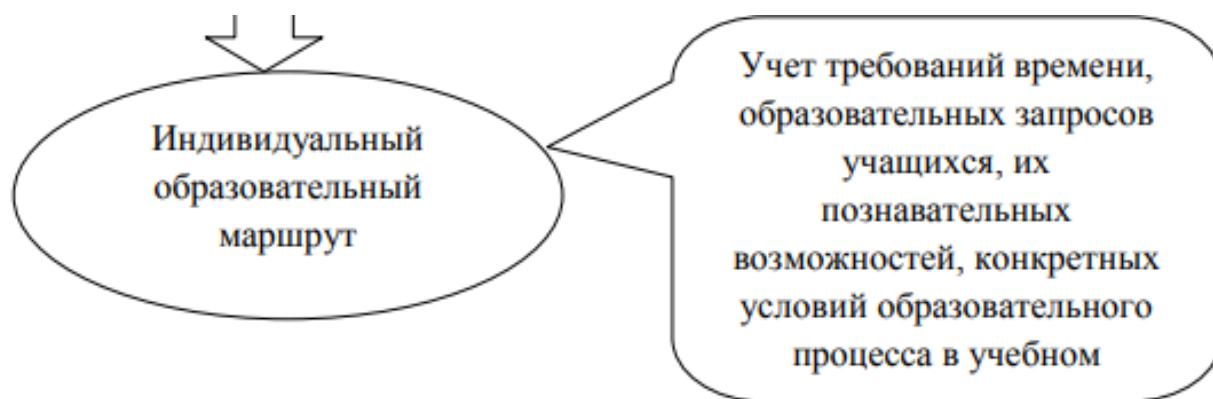 Индивидуальный
образовательный
маршрут
Учет требований времени,
образовательных запросов
учащихся, их
познавательных
возможностей, конкретных
условий образовательного
процесса в учебном